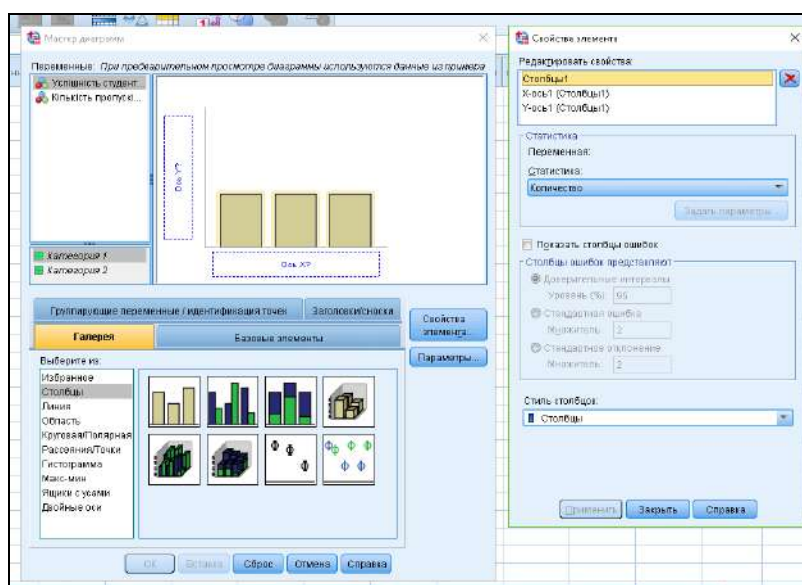 Мастер диаграмм
Переменные: При предварительном просмотре диаграммы используются данные из примера
Успішність студент...
Кількість пропускі...
Категория 1
Категория 2
Ось Y?
Ось X?
Группирующие переменные / идентификация точек
Заголовки/сноски
Галерея
Базовые элементы
Свойства элемента...
Параметры...
Выберите из:
Избранное
Столбцы
Линия
Область
Круговая/Полярная
Рассеяния/Точки
Гистограмма
Макс-мин
Ящики с усами
Двойные оси
ОК
Вставка
Сброс
Отмена
Справка
Свойства элемента
Редактировать свойства:
Столбцы1
X-ось1 (Столбцы1)
Y-ось1 (Столбцы1)
Статистика
Переменная:
Статистика:
Количество
Задать параметры...
Показать столбцы ошибок
Столбцы ошибок представляют
Доверительные интервалы
Уровень (%): 95
Стандартная ошибка
Множитель: 2
Стандартное отклонение
Множитель: 2
Стиль столбцов:
Столбцы
Применить
Закрыть
Справка